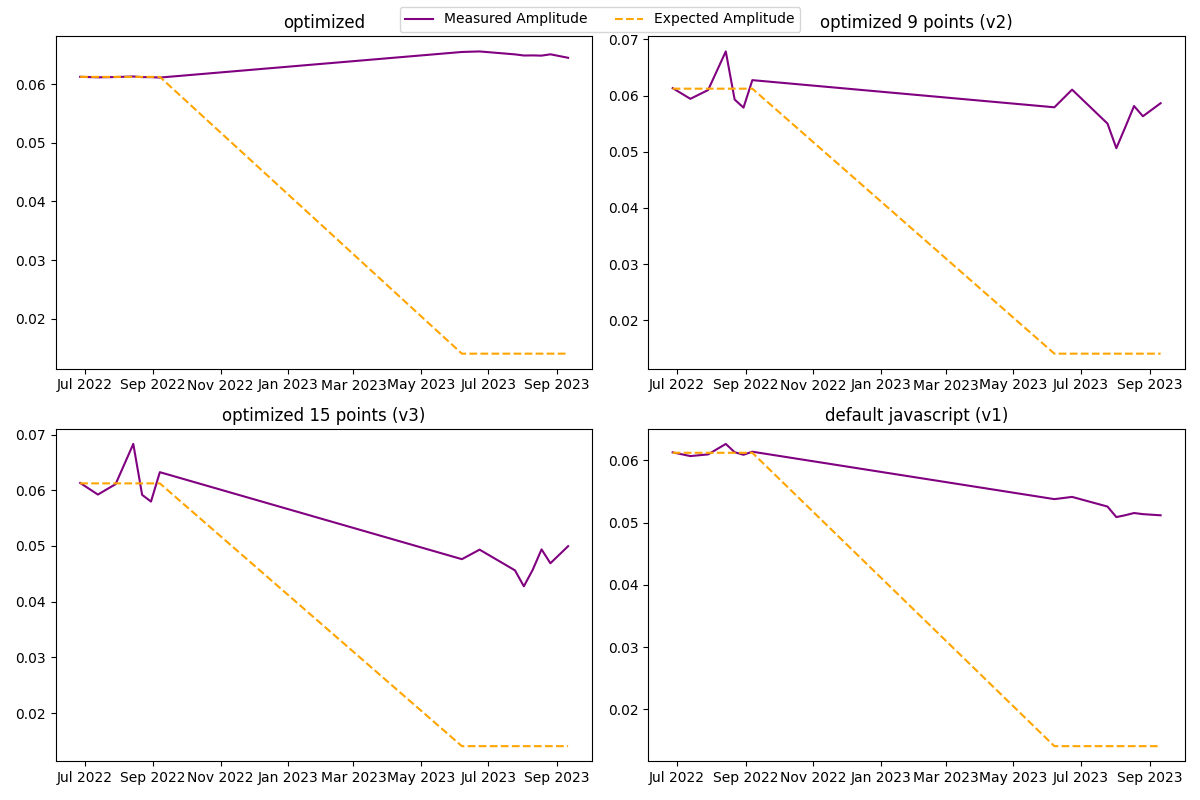 Measured Amplitude Expected Amplitude
optimized
0.06
0.05
0.04
0.03
0.02
Jul 2022 Sep 2022 Nov 2022 Jan 2023 Mar 2023 May 2023 Jul 2023 Sep 2023
optimized 9 points (v2)
0.07
0.06
0.05
0.04
0.03
0.02
Jul 2022 Sep 2022 Nov 2022 Jan 2023 Mar 2023 May 2023 Jul 2023 Sep 2023
optimized 15 points (v3)
0.07
0.06
0.05
0.04
0.03
0.02
Jul 2022 Sep 2022 Nov 2022 Jan 2023 Mar 2023 May 2023 Jul 2023 Sep 2023
default javascript (v1)
0.06
0.05
0.04
0.03
0.02
Jul 2022 Sep 2022 Nov 2022 Jan 2023 Mar 2023 May 2023 Jul 2023 Sep 2023